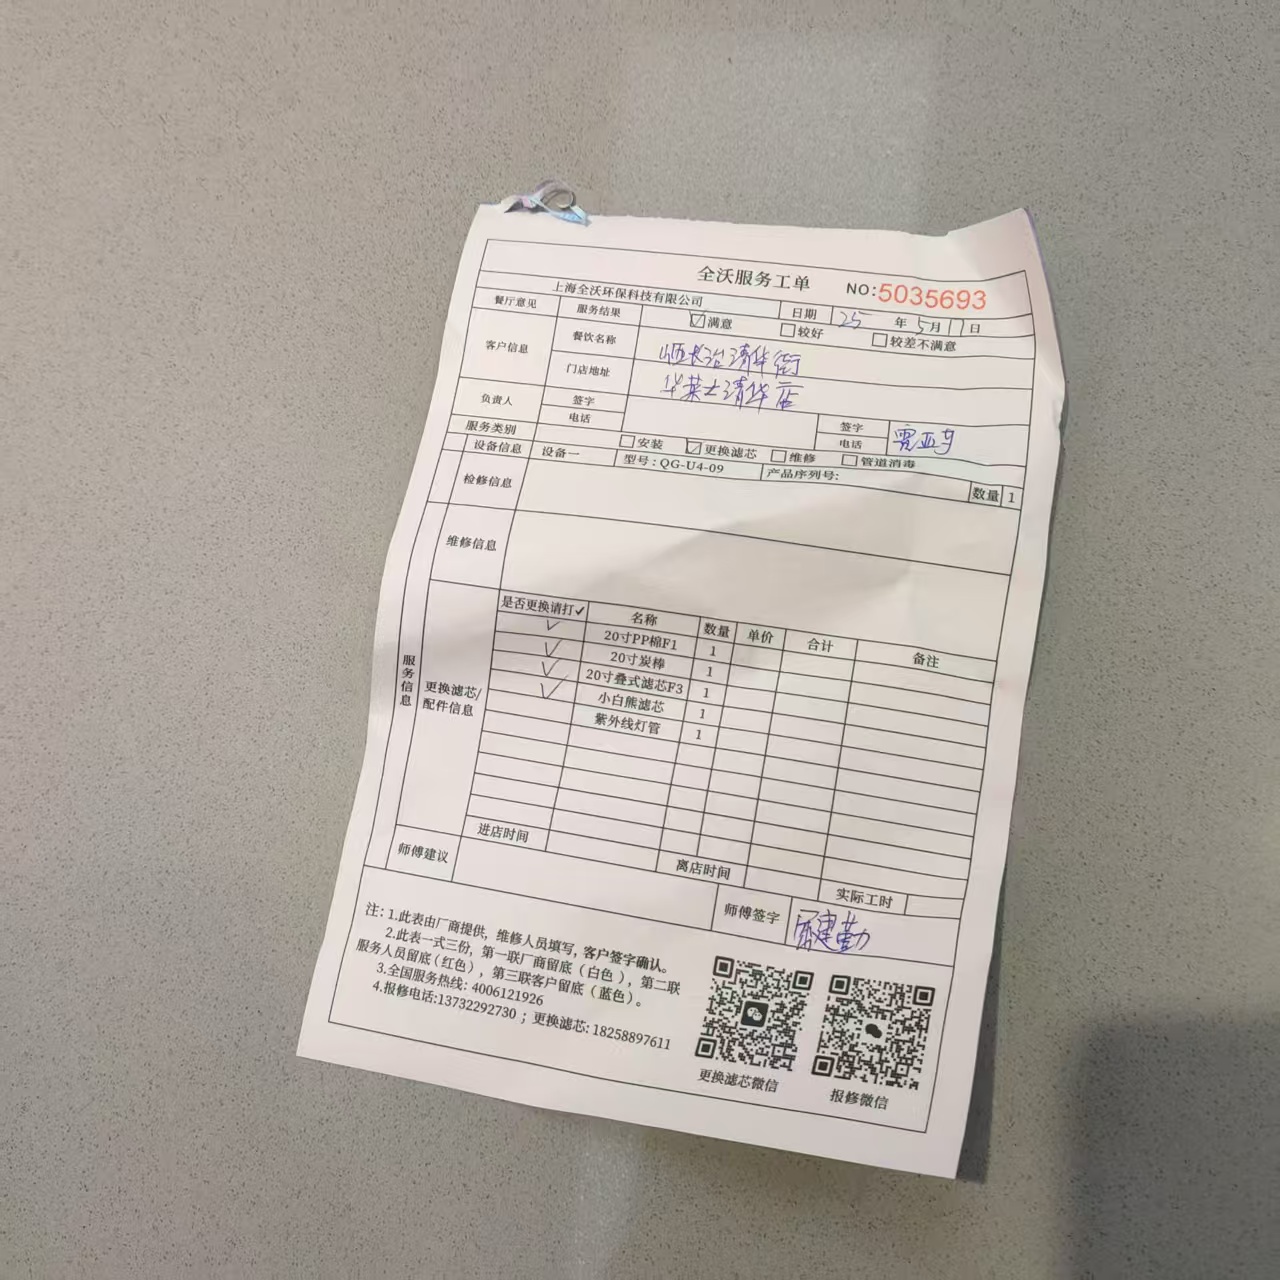 全沃服务工单 NO:5035693
上海全沃环保科技有限公司 日期 25 年 5月 日
餐厅意见 服务结果 ☑满意 □较好 □较差不满意
客户信息 餐饮名称 长治清华街
门店地址 华莱士清华店
负责人 签字 签字
电话 电话
服务类别 □安装 ☑更换滤芯 □维修 □管道消毒
设备信息 设备一 型号:QG-U4-09 产品序列号: 数量 1
检修信息
维修信息
服务信息
更换滤芯/配件信息
是否更换请打✓ 名称 数量 单价 合计 备注
✓ 20寸PP棉F1 1
✓ 20寸炭棒 1
✓ 20寸叠式滤芯F3 1
✓ 小白熊滤芯 1
紫外线灯管 1
进店时间 离店时间 实际工时
师傅建议 师傅签字 建勤
注:1.此表由厂商提供,维修人员填写,客户签字确认。
2.此表一式三份,第一联厂商留底(白色),第二联
服务人员留底(红色),第三联客户留底(蓝色)。
3.全国服务热线:4006121926
4.报修电话:13732292730 ;更换滤芯:18258897611
更换滤芯微信 报修微信